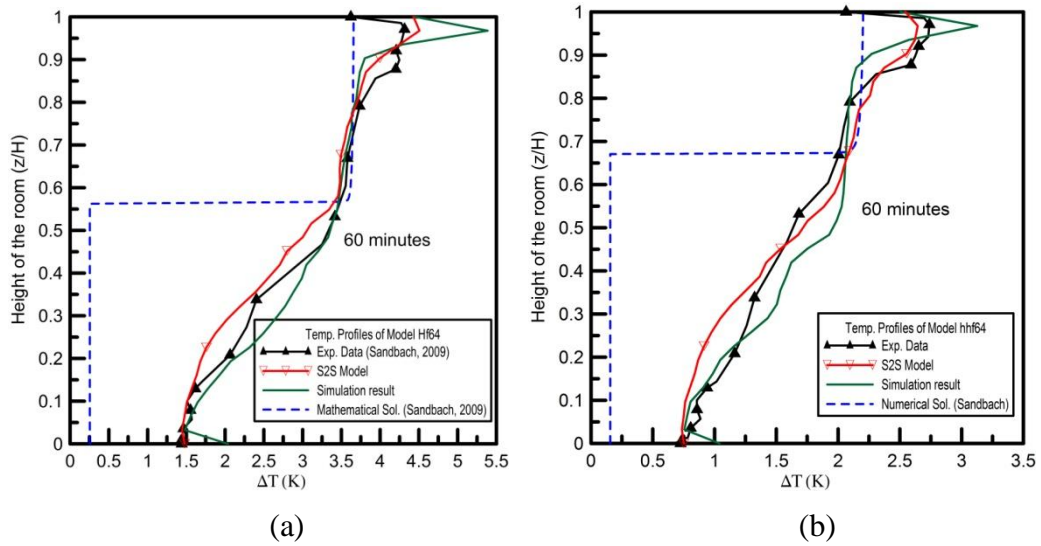 1
0.9
0.8
0.7
0.6
0.5
0.4
0.3
0.2
0.1
0
Height of the room (z/H)
60 minutes
Temp. Profiles of Model Hf64
Exp. Data (Sandbach, 2009)
S2S Model
Simulation result
Mathematical Sol. (Sandbach, 2009)
0 0.5 1 1.5 2 2.5 3 3.5 4 4.5 5 5.5
ΔT (K)
(a)
1
0.9
0.8
0.7
0.6
0.5
0.4
0.3
0.2
0.1
0
Height of the room (z/H)
60 minutes
Temp. Profiles of Model hhf64
Exp. Data
S2S Model
Simulation result
Numerical Sol. (Sandbach)
0 0.5 1 1.5 2 2.5 3 3.5
ΔT (K)
(b)